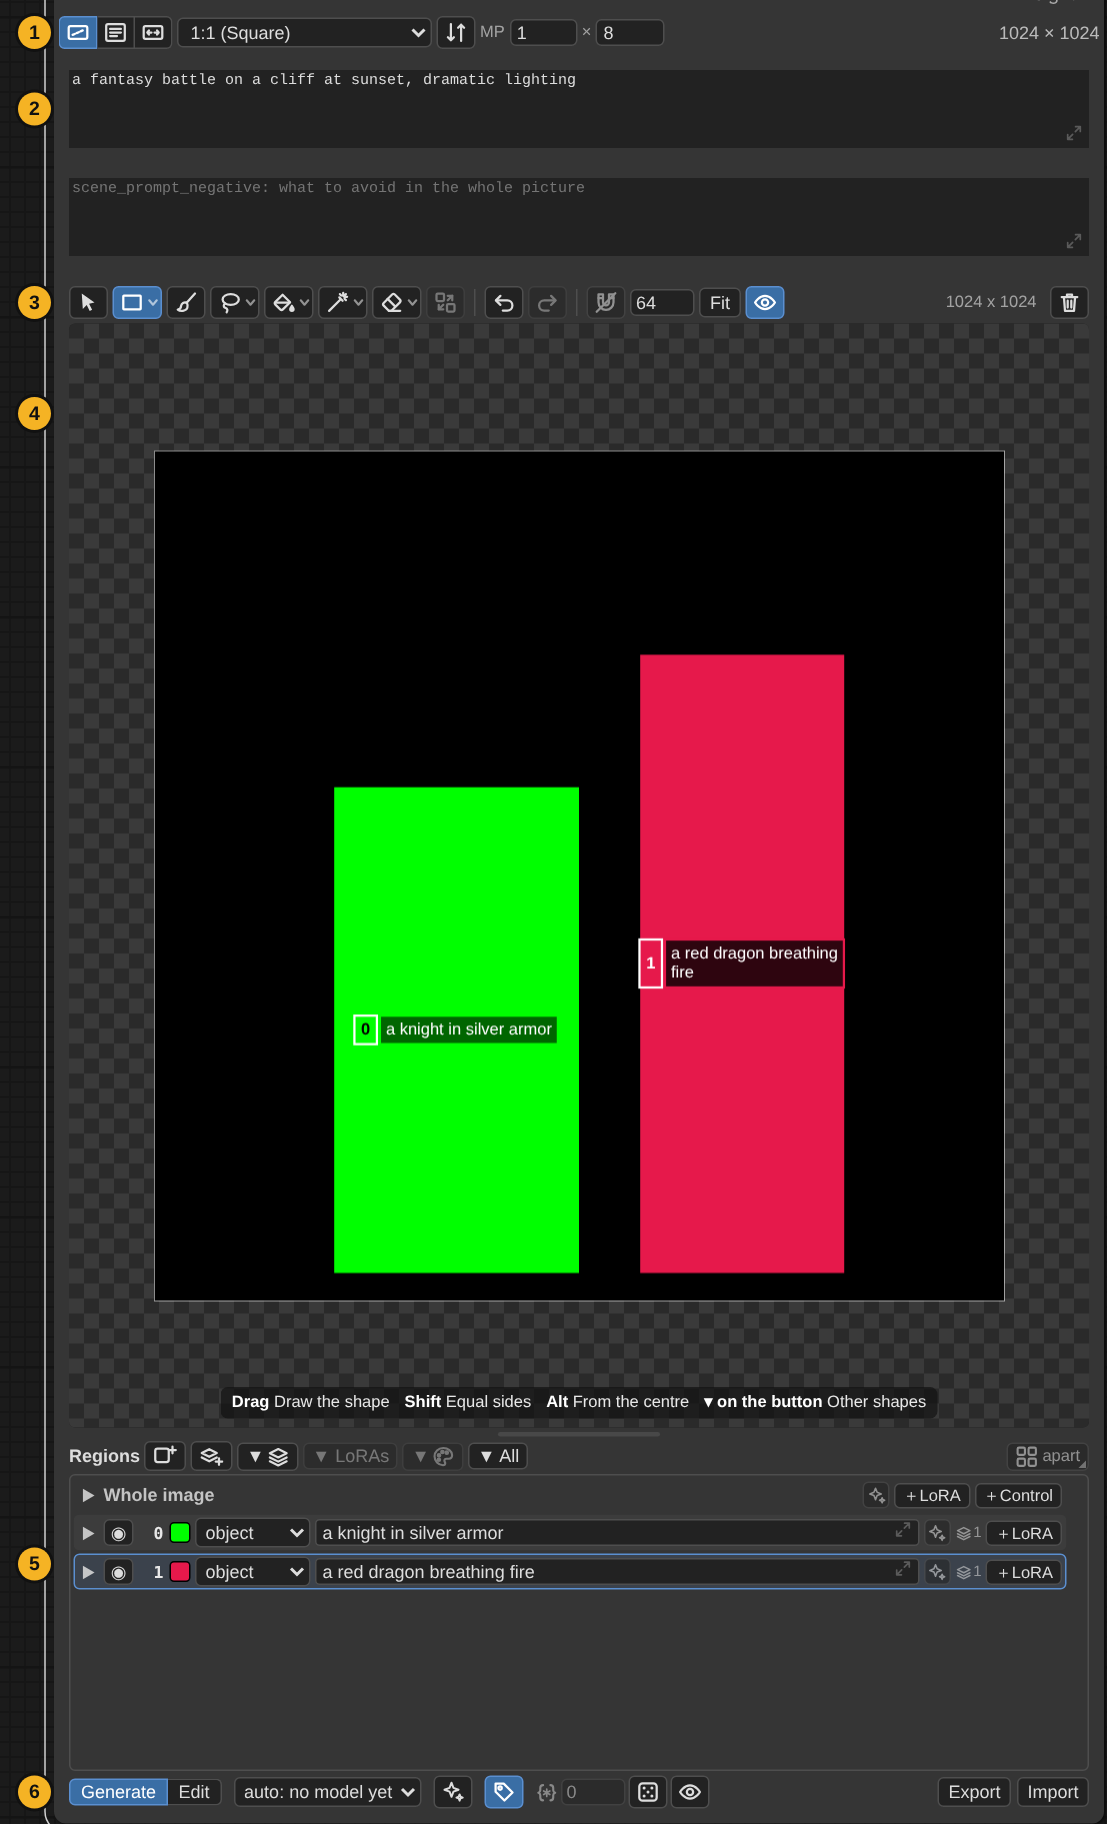 1
1:1 (Square)
MP 1 × 8
1024 × 1024
2
a fantasy battle on a cliff at sunset, dramatic lighting
scene_prompt_negative: what to avoid in the whole picture
3
64
Fit
1024 x 1024
4
1 a red dragon breathing
fire
0 a knight in silver armor
Drag Draw the shape Shift Equal sides Alt From the centre ▼ on the button Other shapes
Regions
▼
▼ LoRAs
▼
▼ All
apart
▶ Whole image
+ LoRA
+ Control
▶ 0 object a knight in silver armor 1 + LoRA
5
▶ 1 object a red dragon breathing fire 1 + LoRA
6
Generate Edit auto: no model yet {*} 0 Export Import